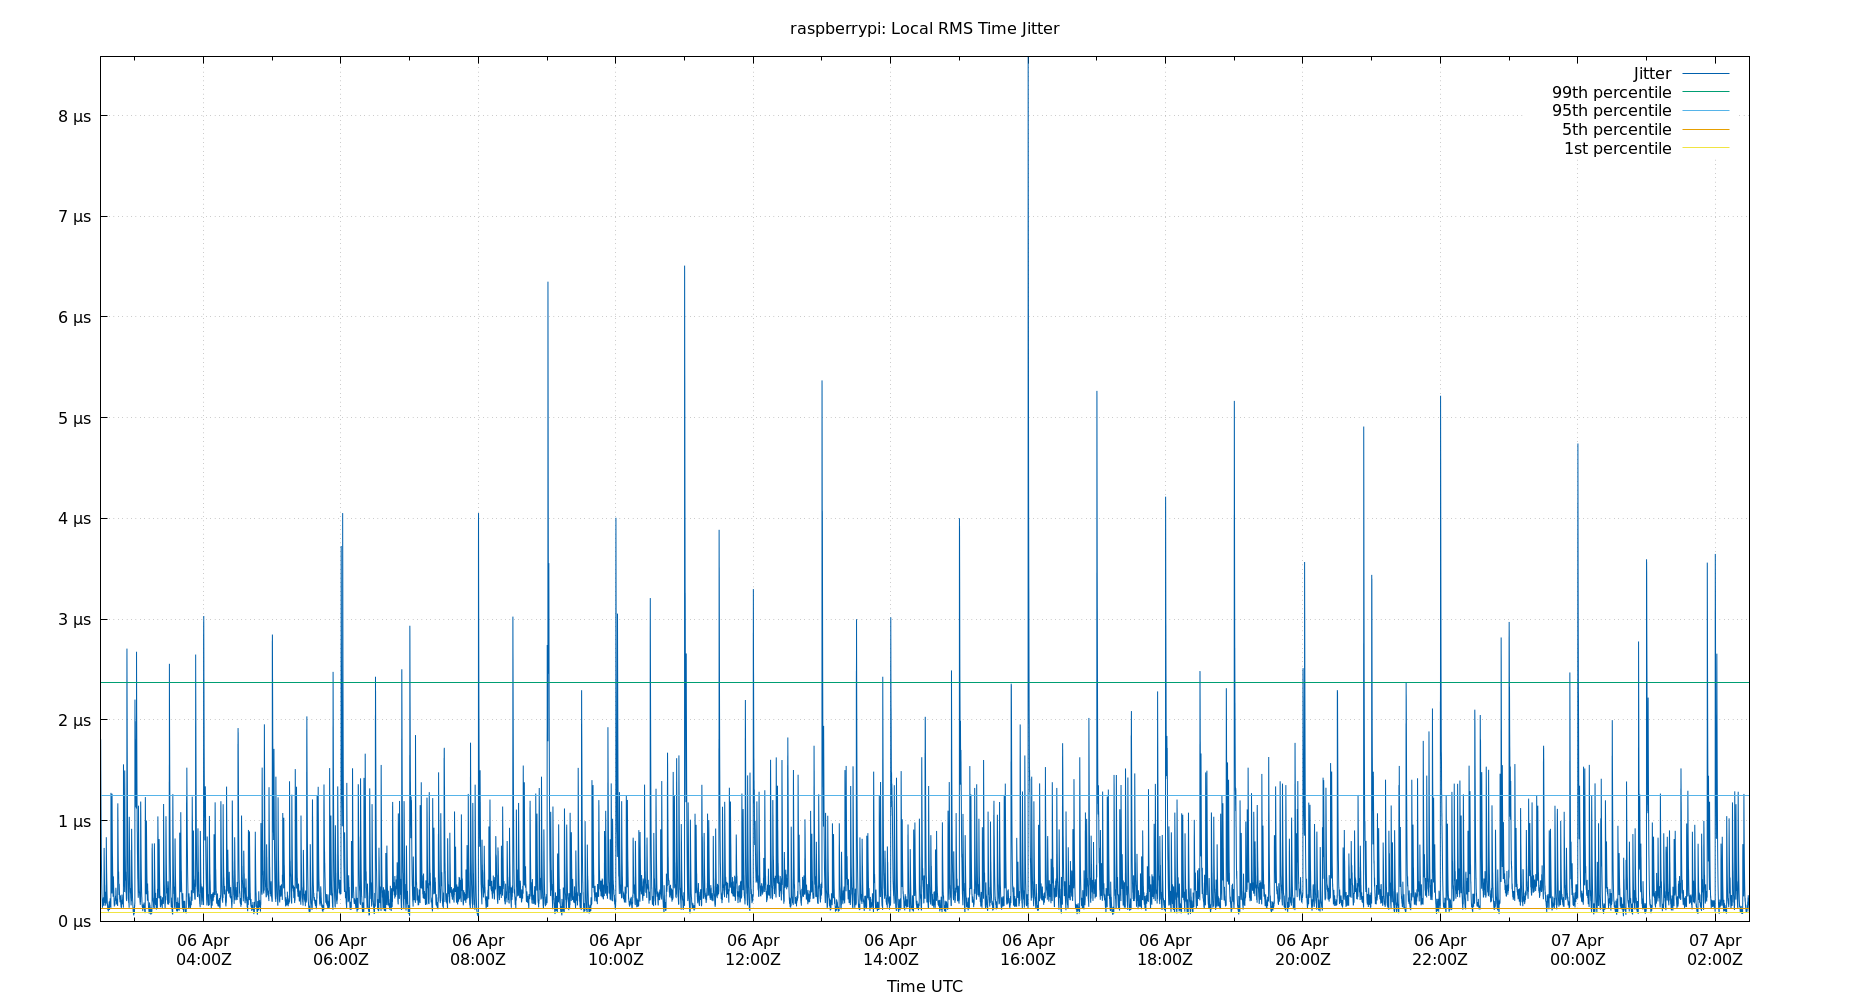 raspberrypi: Local RMS Time Jitter
Jitter
99th percentile
95th percentile
5th percentile
1st percentile
8 µs
7 µs
6 µs
5 µs
4 µs
3 µs
2 µs
1 µs
0 µs
06 Apr 06 Apr 06 Apr 06 Apr 06 Apr 06 Apr 06 Apr 06 Apr 06 Apr 06 Apr 07 Apr 07 Apr
04:00Z 06:00Z 08:00Z 10:00Z 12:00Z 14:00Z 16:00Z 18:00Z 20:00Z 22:00Z 00:00Z 02:00Z
Time UTC